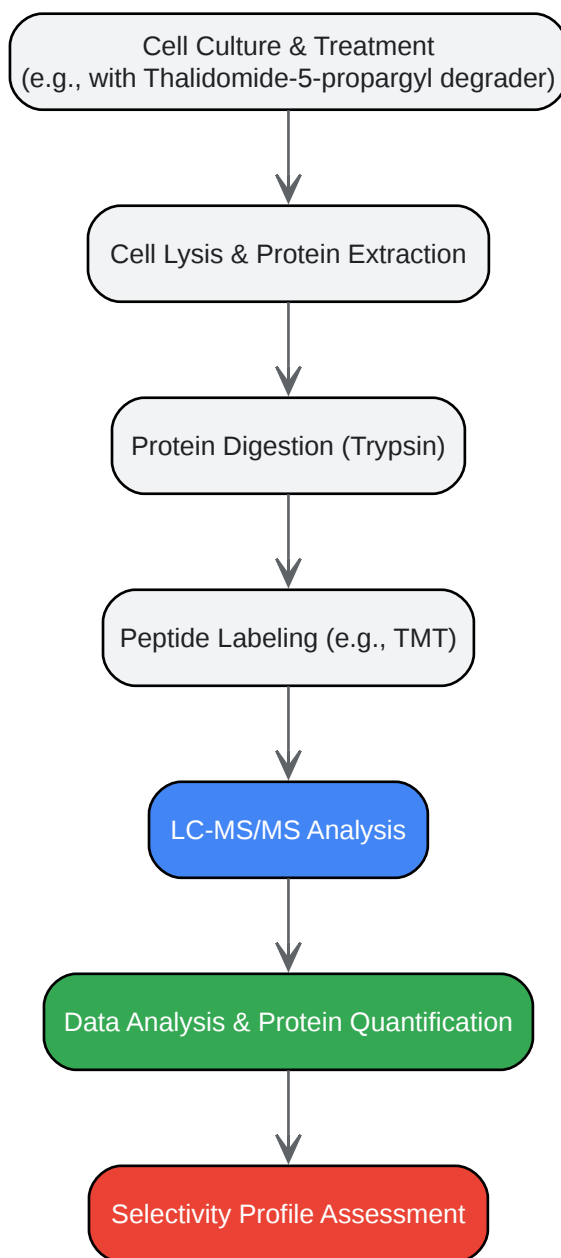 Cell Culture & Treatment
(e.g., with Thalidomide-5-propargyl degrader)
Cell Lysis & Protein Extraction
Protein Digestion (Trypsin)
Peptide Labeling (e.g., TMT)
LC-MS/MS Analysis
Data Analysis & Protein Quantification
Selectivity Profile Assessment